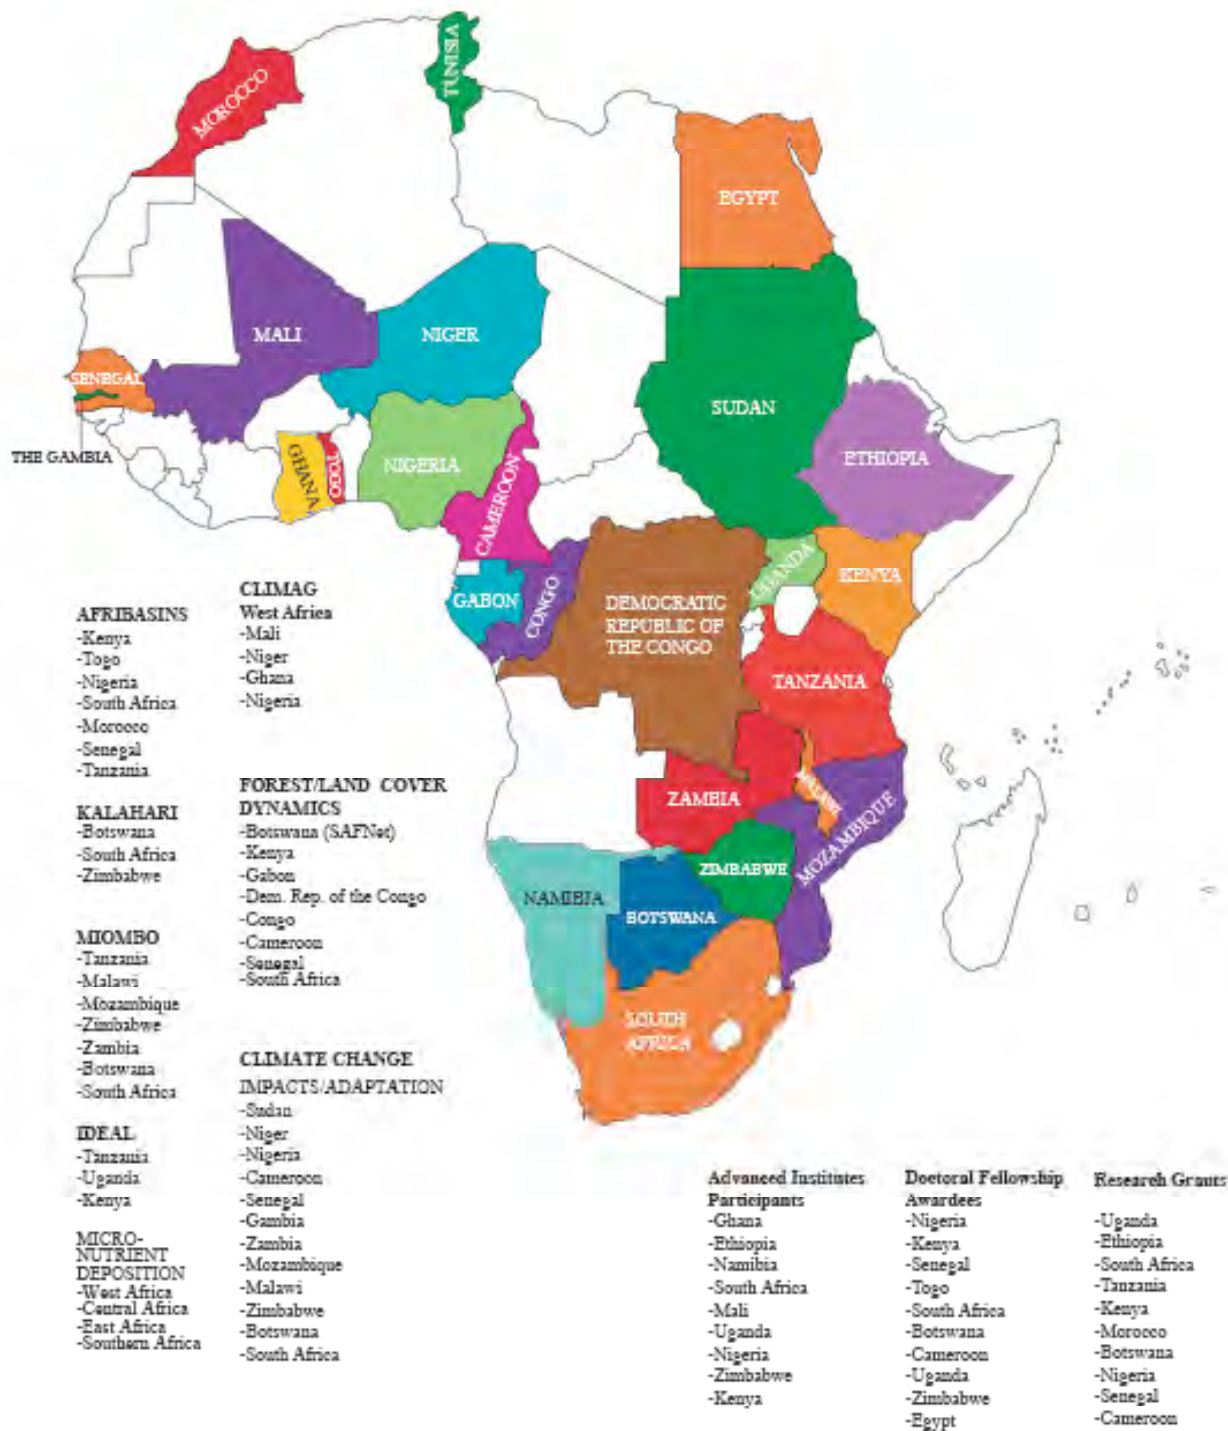 MOROCCO
TUNISIA
EGYPT
MALI
NIGER
SENEGAL
SUDAN
THE GAMBIA
GHANA
TOGO
NIGERIA
CAMEROON
ETHIOPIA
GABON
CONGO
DEMOCRATIC
REPUBLIC OF
THE CONGO
UGANDA
KENYA
TANZANIA
ZAMBIA
MALAWI
MOZAMBIQUE
ZIMBABWE
NAMIBIA
BOTSWANA
SOUTH
AFRICA
AFRIBASINS
-Kenya
-Togo
-Nigeria
-South Africa
-Morocco
-Senegal
-Tanzania
KALAHARI
-Botswana
-South Africa
-Zimbabwe
MIOMBO
-Tanzania
-Malawi
-Mozambique
-Zimbabwe
-Zambia
-Botswana
-South Africa
IDEAL
-Tanzania
-Uganda
-Kenya
MICRO-
NUTRIENT
DEPOSITION
-West Africa
-Central Africa
-East Africa
-Southern Africa
CLIMAG
West Africa
-Mali
-Niger
-Ghana
-Nigeria
FOREST/LAND COVER
DYNAMICS
-Botswana (SAFNet)
-Kenya
-Gabon
-Dem. Rep. of the Congo
-Congo
-Cameroon
-Senegal
-South Africa
CLIMATE CHANGE
IMPACTS/ADAPTATION
-Sudan
-Niger
-Nigeria
-Cameroon
-Senegal
-Gambia
-Zambia
-Mozambique
-Malawi
-Zimbabwe
-Botswana
-South Africa
Advanced Institutes
Participants
-Ghana
-Ethiopia
-Namibia
-South Africa
-Mali
-Uganda
-Nigeria
-Zimbabwe
-Kenya
Doctoral Fellowship
Awardees
-Nigeria
-Kenya
-Senegal
-Togo
-South Africa
-Botswana
-Cameroon
-Uganda
-Zimbabwe
-Egypt
Research Grants
-Uganda
-Ethiopia
-South Africa
-Tanzania
-Kenya
-Morocco
-Botswana
-Nigeria
-Senegal
-Cameroon